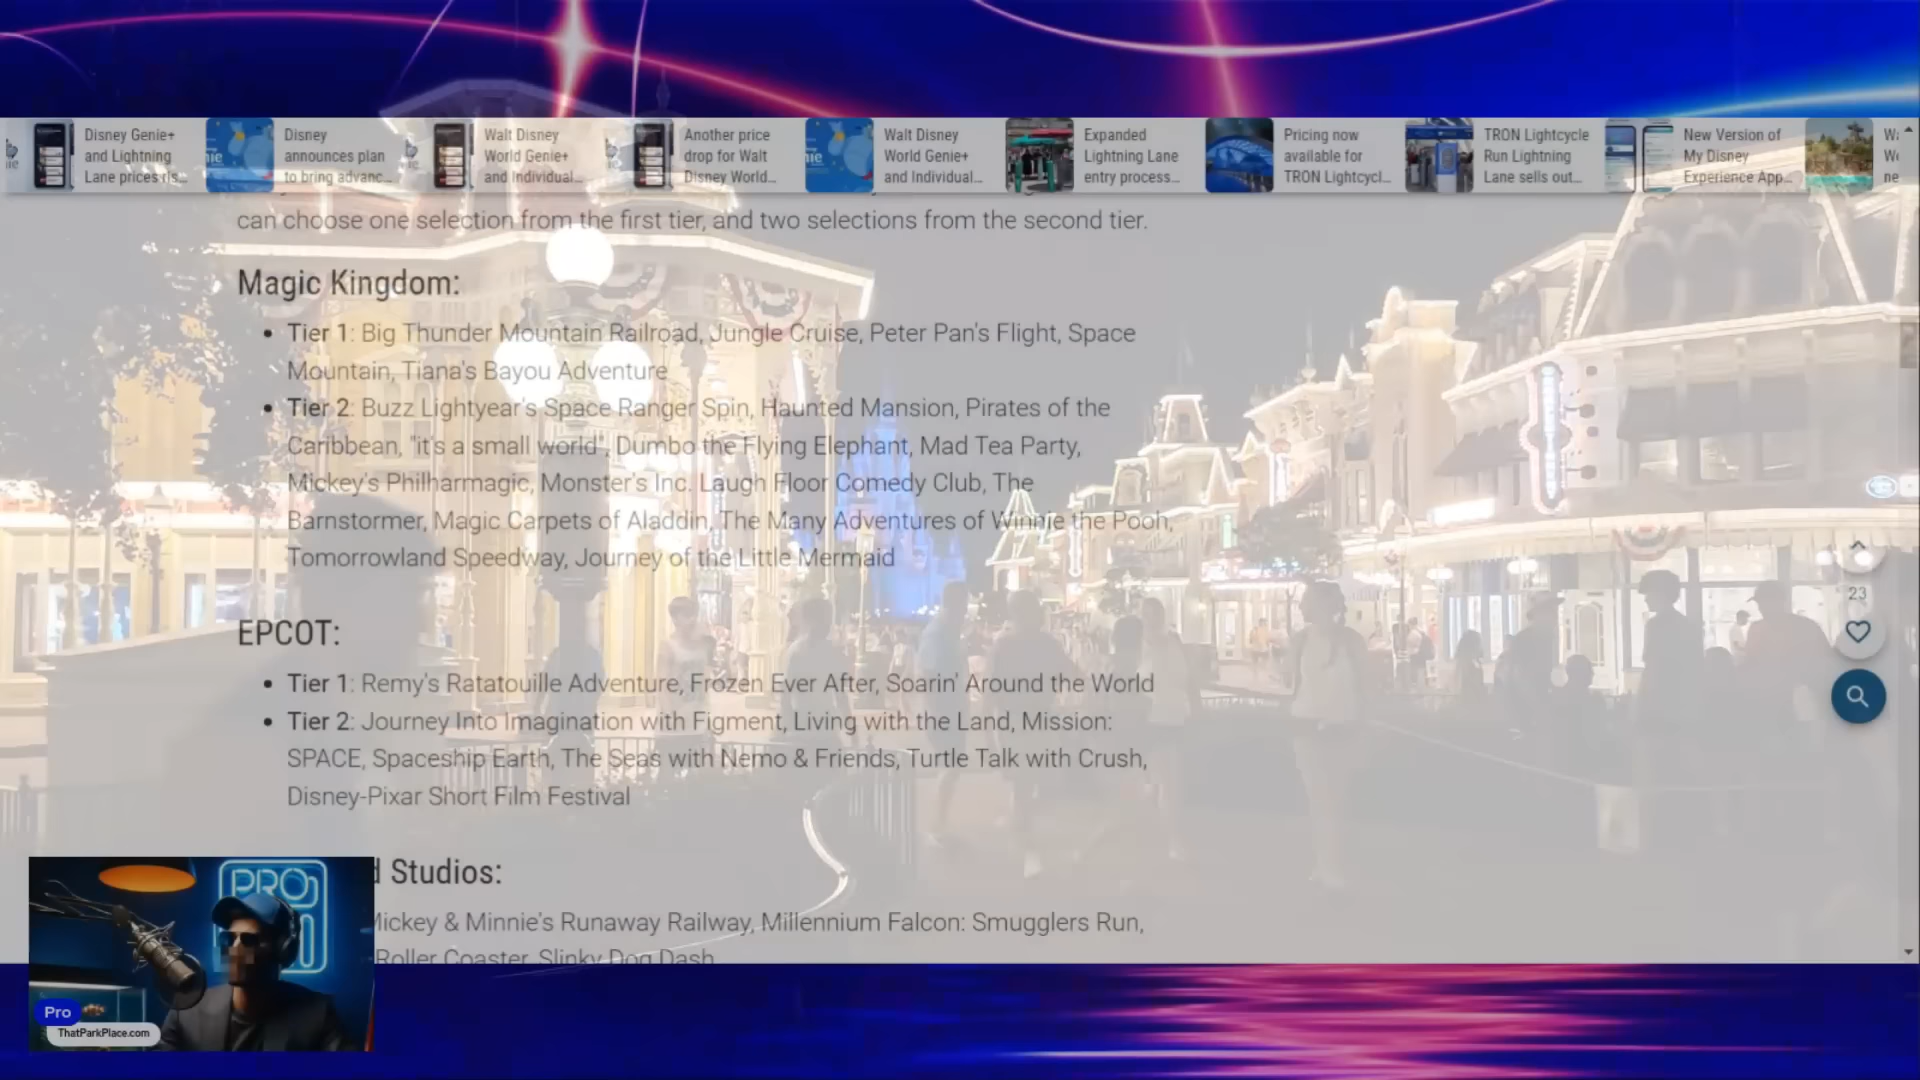 Disney Genie+
and Lightning
Lane prices ris...
Disney
announces plan
to bring advanc...
Walt Disney
World Genie+
and Individual...
Another price
drop for Walt
Disney World...
Walt Disney
World Genie+
and Individual...
Expanded
Lightning Lane
entry process...
Pricing now
available for
TRON Lightcycl...
TRON Lightcycle
Run Lightning
Lane sells out...
New Version of
My Disney
Experience App...
can choose one selection from the first tier, and two selections from the second tier.
Magic Kingdom:
• Tier 1: Big Thunder Mountain Railroad, Jungle Cruise, Peter Pan's Flight, Space
Mountain, Tiana's Bayou Adventure
• Tier 2: Buzz Lightyear's Space Ranger Spin, Haunted Mansion, Pirates of the
Caribbean, "it's a small world", Dumbo the Flying Elephant, Mad Tea Party,
Mickey's Philharmagic, Monster's Inc. Laugh Floor Comedy Club, The
Barnstormer, Magic Carpets of Aladdin, The Many Adventures of Winnie the Pooh,
Tomorrowland Speedway, Journey of the Little Mermaid
23
EPCOT:
• Tier 1: Remy's Ratatouille Adventure, Frozen Ever After, Soarin' Around the World
• Tier 2: Journey Into Imagination with Figment, Living with the Land, Mission:
SPACE, Spaceship Earth, The Seas with Nemo & Friends, Turtle Talk with Crush,
Disney-Pixar Short Film Festival
d Studios:
Mickey & Minnie's Runaway Railway, Millennium Falcon: Smugglers Run,
Roller Coaster, Slinky Dog Dash
PRO
Pro
ThatParkPlace.com